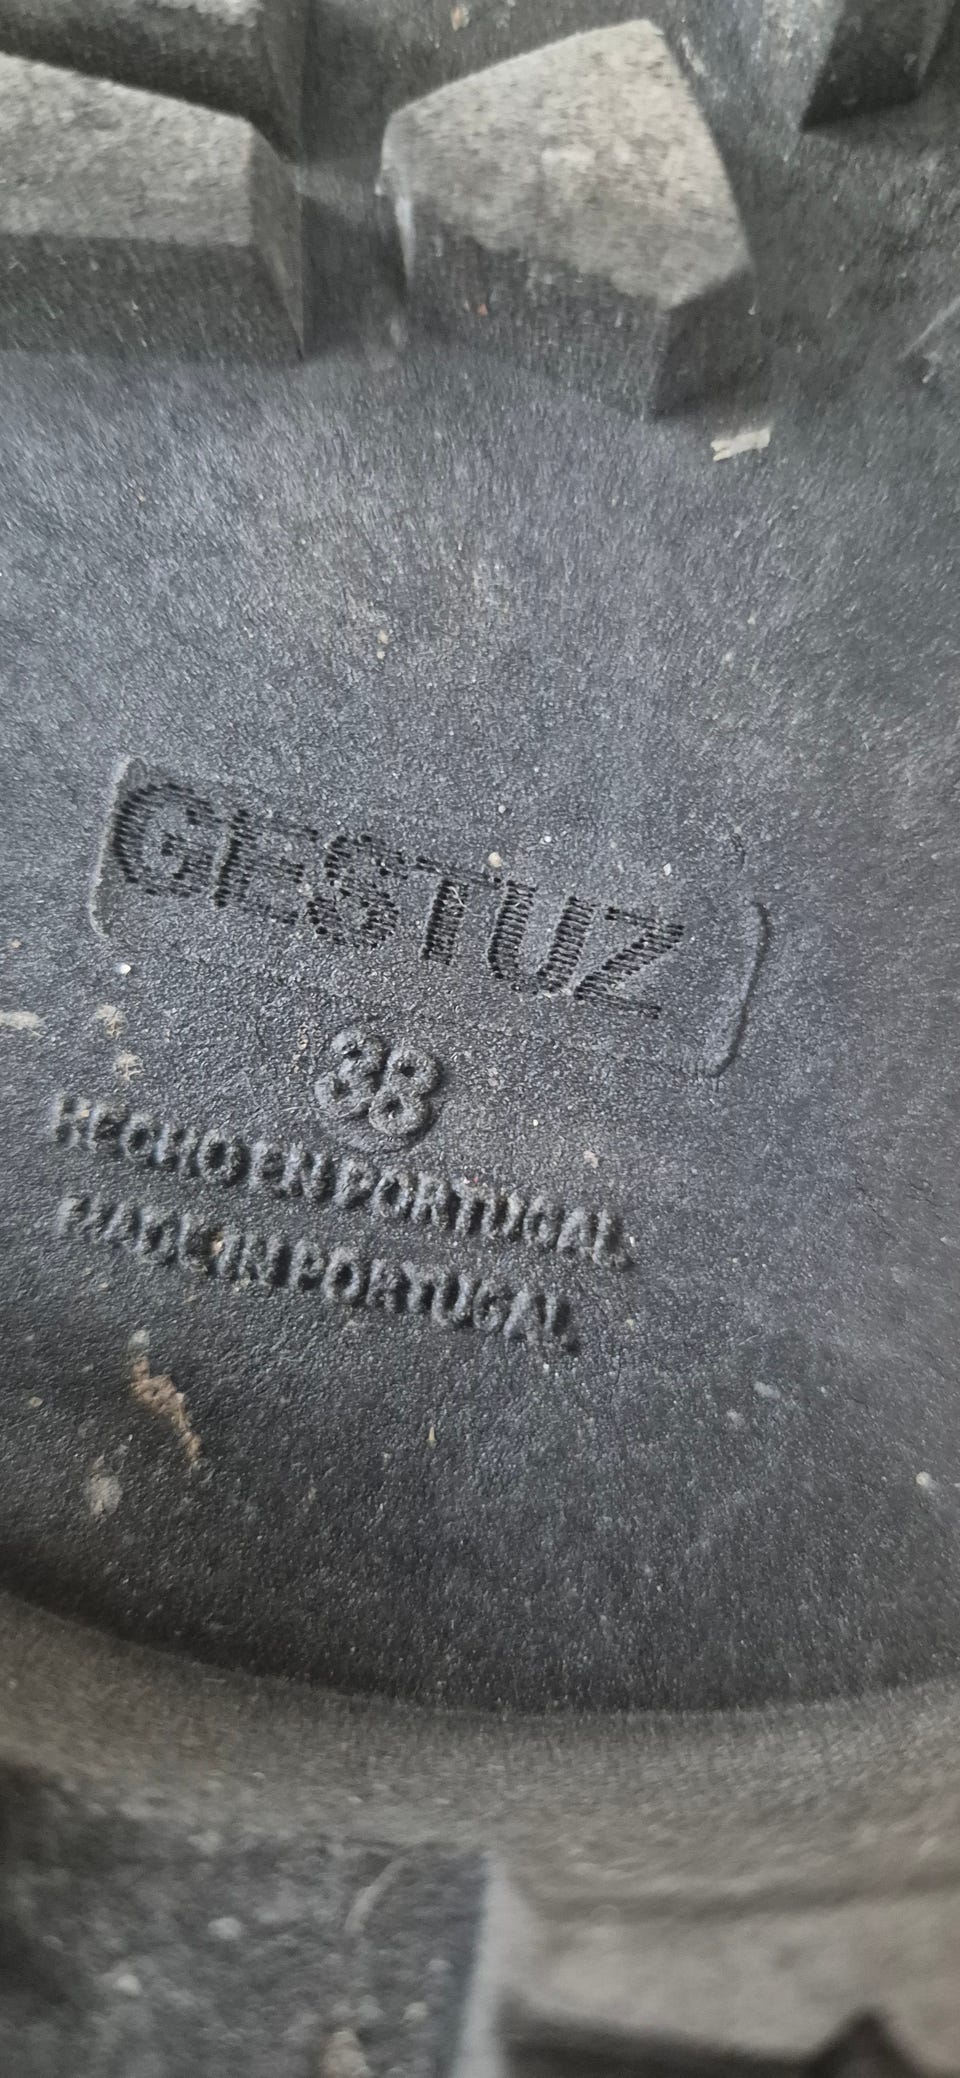 GESTUZ
38
HECHO EN PORTUGAL
MADE IN PORTUGAL